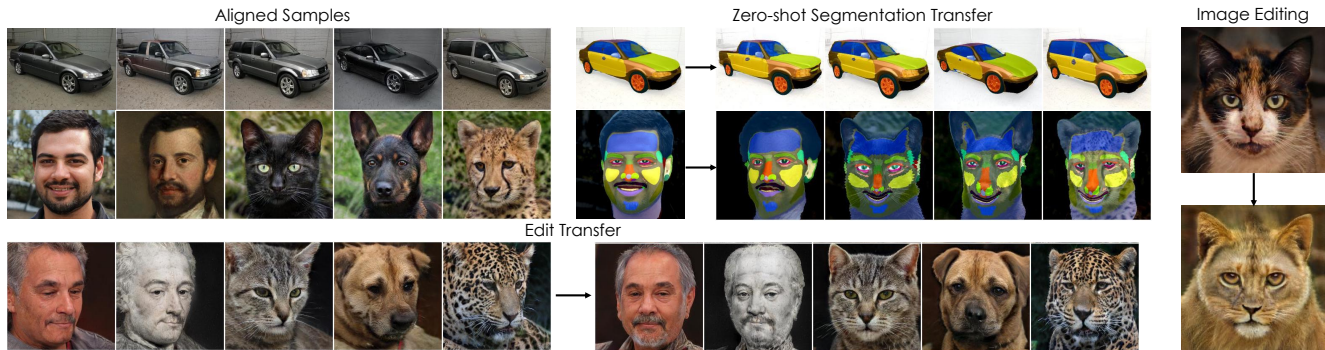 Aligned Samples
Zero-shot Segmentation Transfer
Image Editing
Edit Transfer